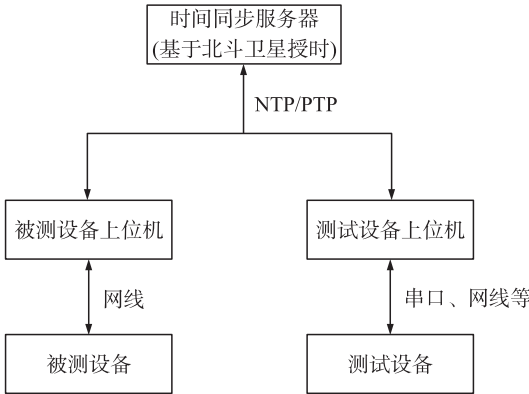 时间同步服务器
(基于北斗卫星授时)
NTP/PTP
被测设备上位机
测试设备上位机
网线
串口、网线等
被测设备
测试设备